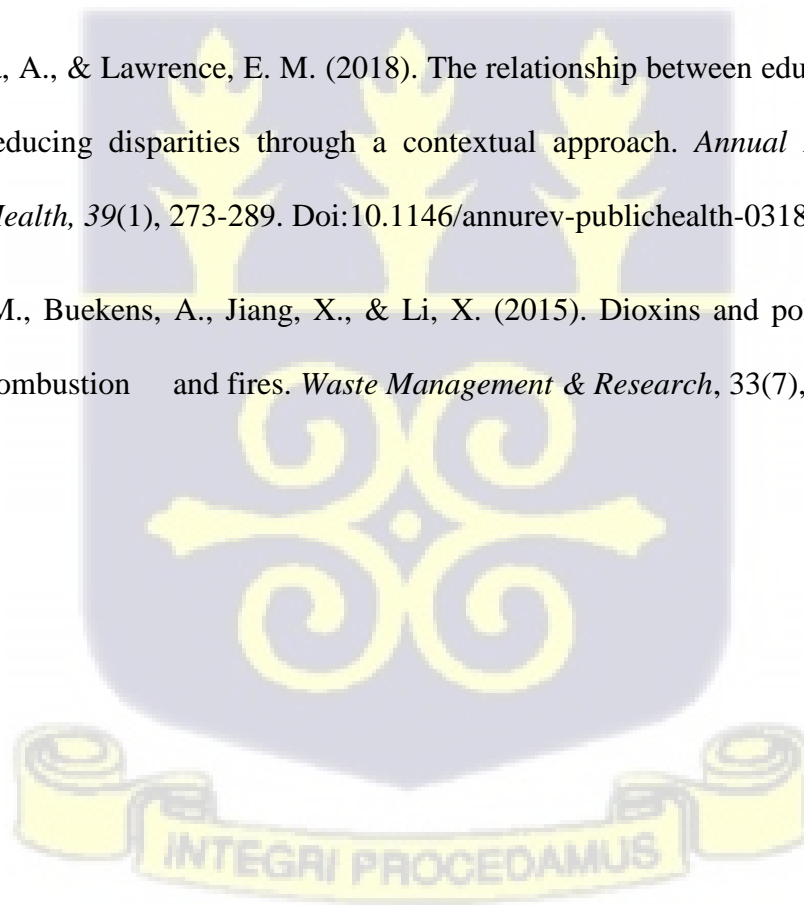 , A., & Lawrence, E. M. (2018). The relationship between edu
educing disparities through a contextual approach. Annual
Health, 39(1), 273-289. Doi:10.1146/annurev-publichealth-0318
M., Buekens, A., Jiang, X., & Li, X. (2015). Dioxins and po
ombustion and fires. Waste Management & Research, 33(7),
INTEGRI PROCEDAMUS